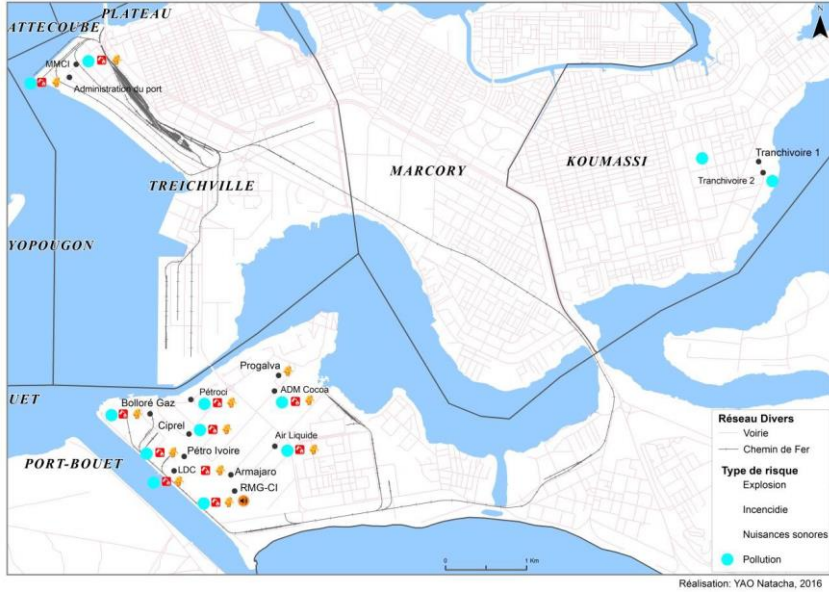 PLATEAU
ATTECOUBE
N
MMCI
Administration du port
Tranchivoire 1
KOUMASSI
MARCORY
Tranchivoire 2
TREICHVILLE
YOPOUGON
Progalva
ADM Cocoa
Pétroci
UET
Bolloré Gaz
Ciprel
Air Liquide
Pétro Ivoire
PORT-BOUET
LDC
Armajaro
RMG-CI
Réseau Divers
Voirie
Chemin de Fer
Type de risque
Explosion
Incencidie
Nuisances sonores
Pollution
0 1 Km
Réalisation: YAO Natacha, 2016